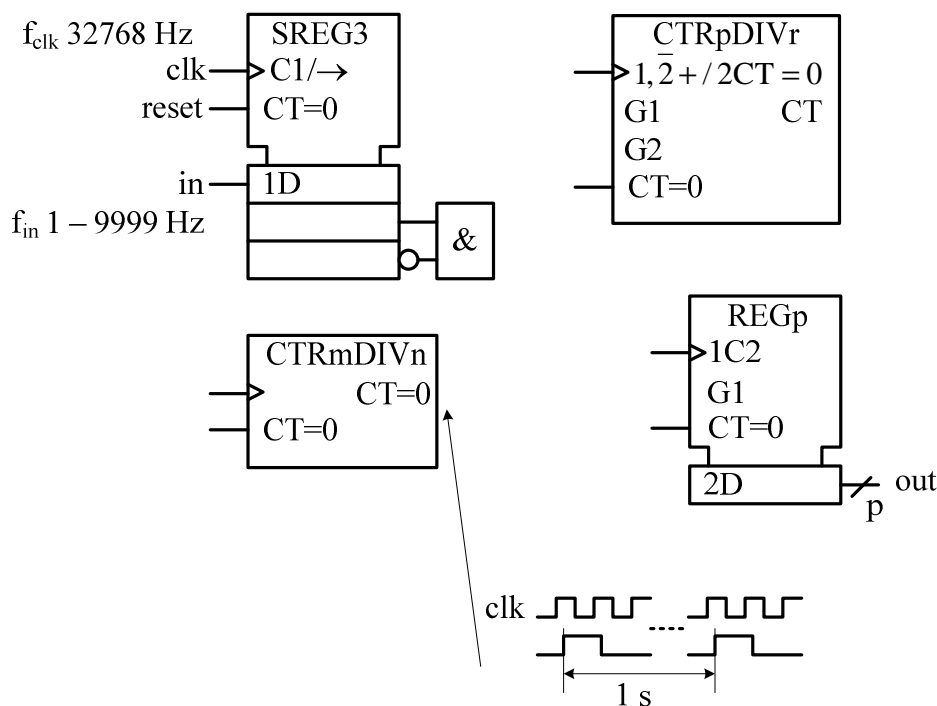 f_clk 32768 Hz
SREG3
clk
C1/→
reset
CT=0
in
1D
f_in 1 – 9999 Hz
&
CTRpDIVr
1, 2̅ + / 2CT = 0
G1
CT
G2
CT=0
CTRmDIVn
CT=0
CT=0
REGp
1C2
G1
CT=0
2D
out
p
clk
1 s